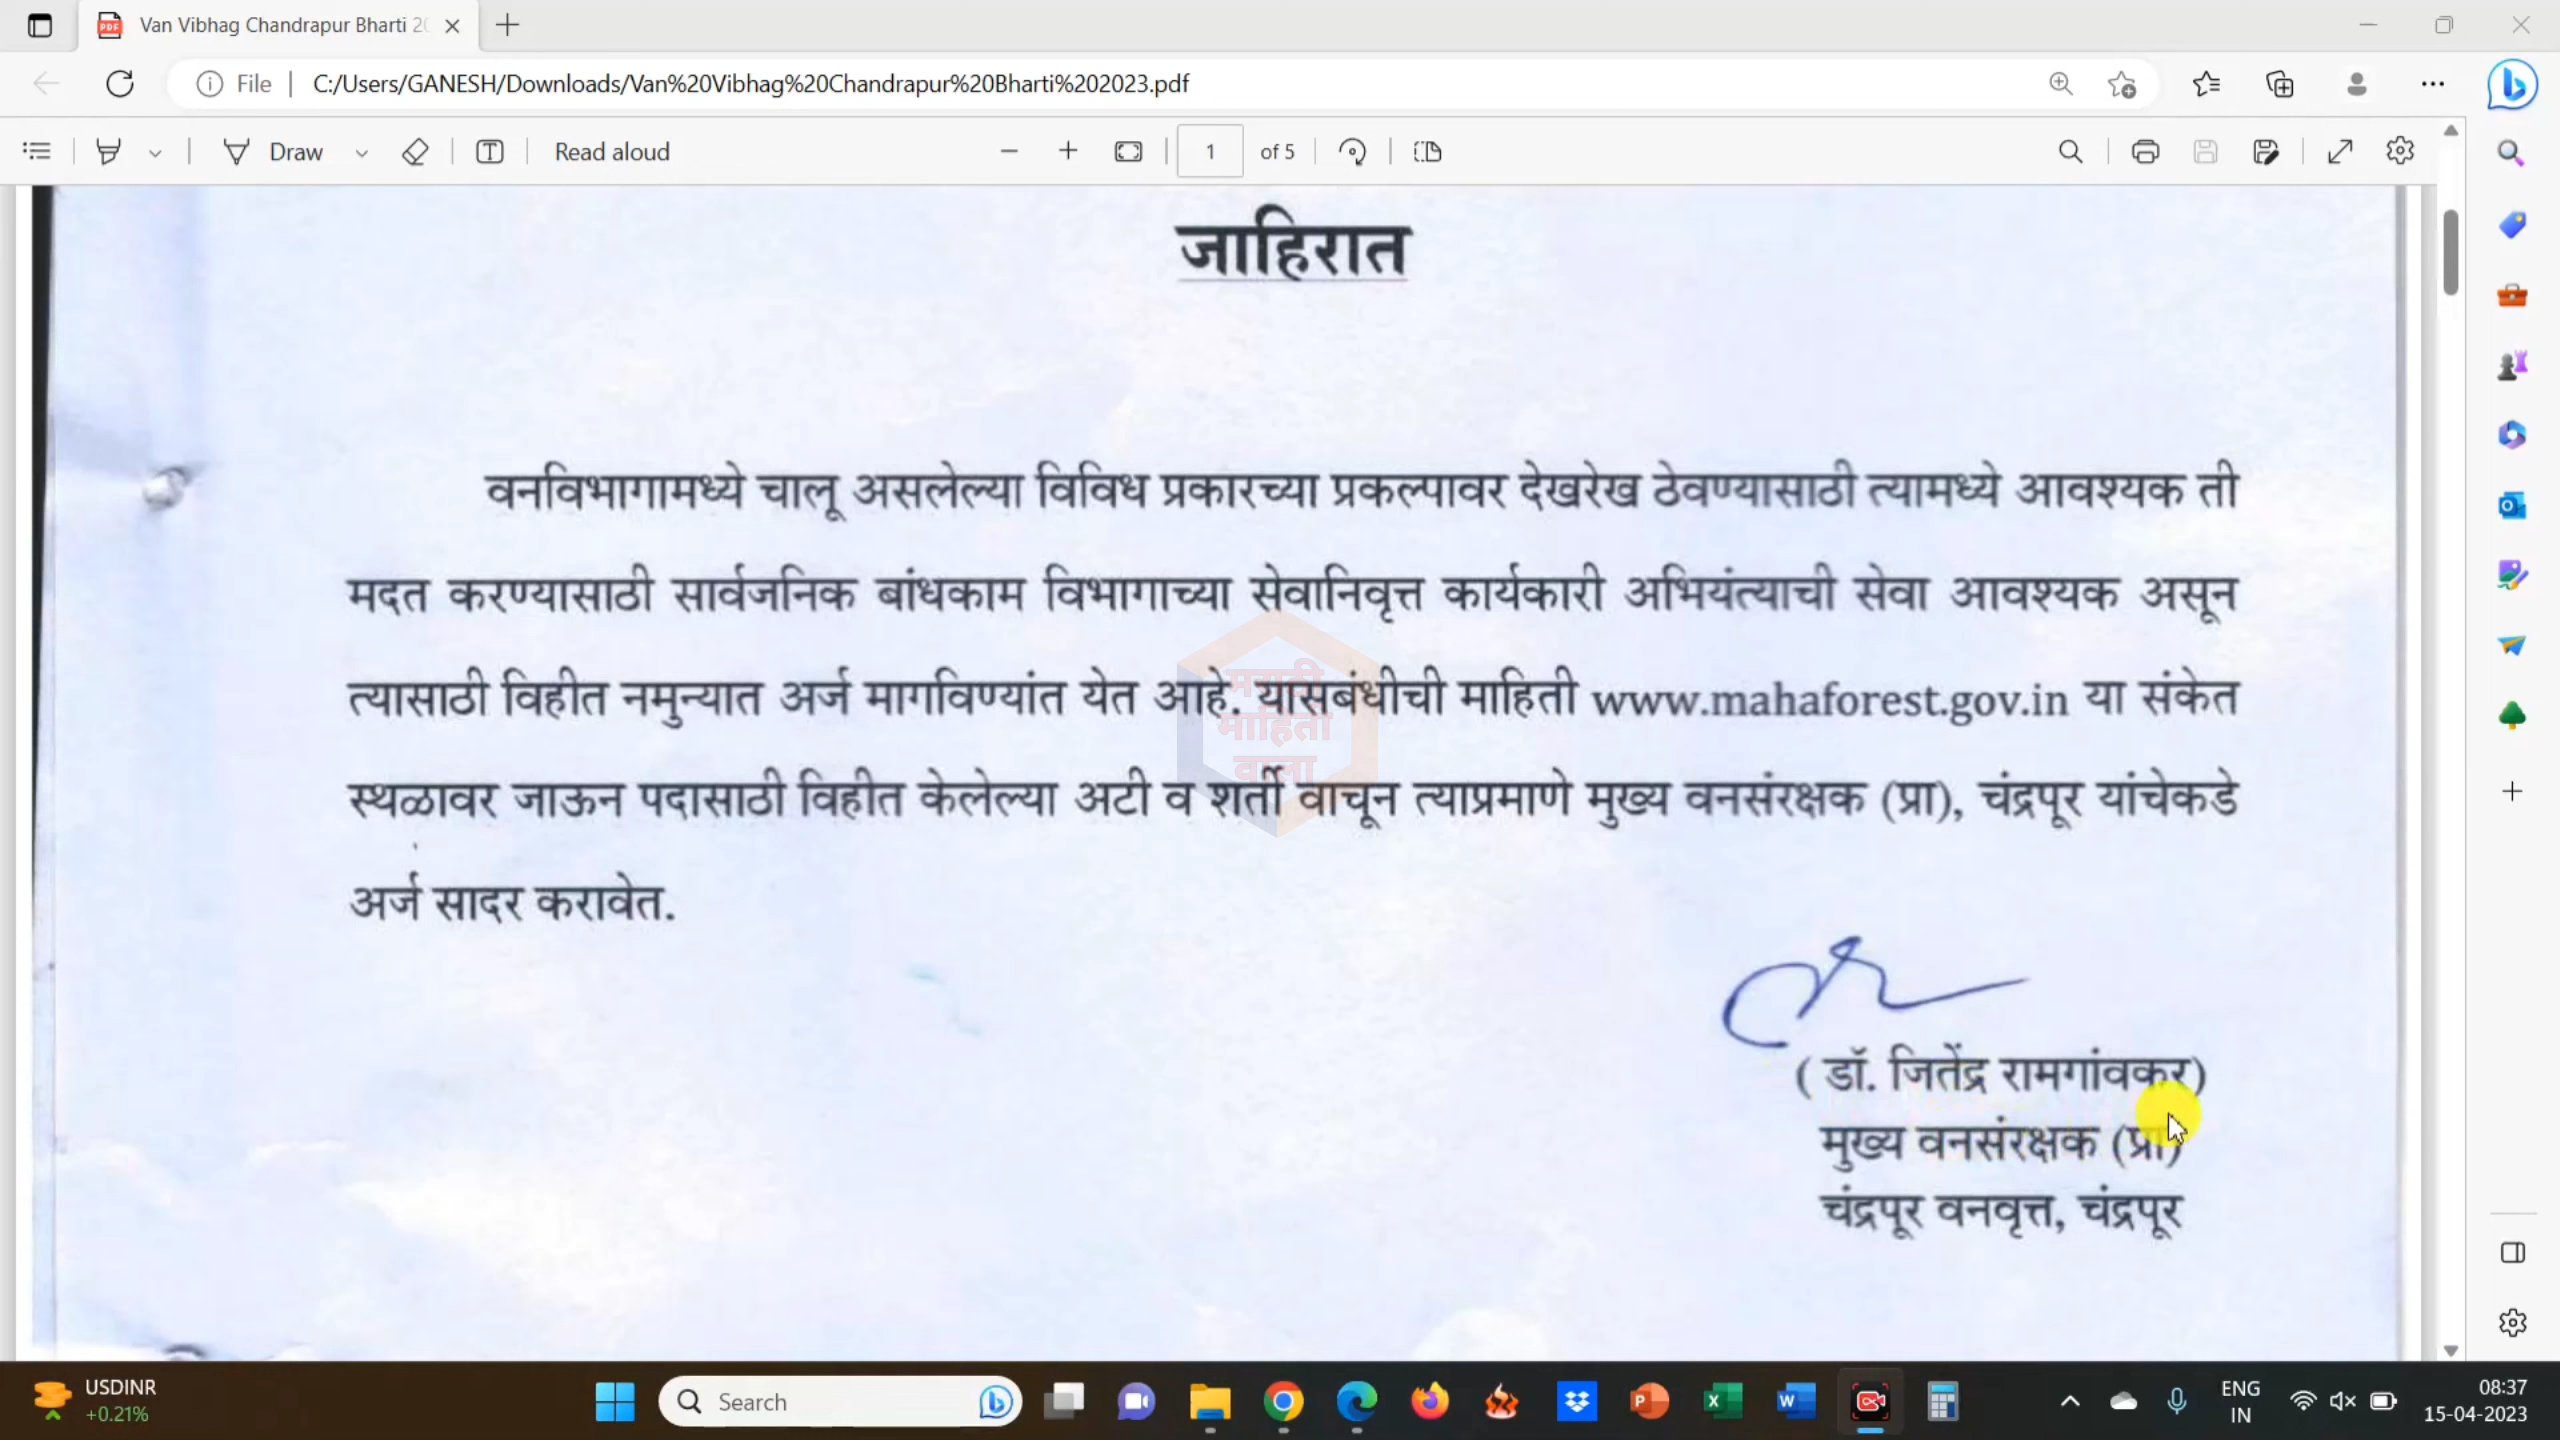 Van Vibhag Chandrapur Bharti 20
File
C:/Users/GANESH/Downloads/Van%20Vibhag%20Chandrapur%20Bharti%202023.pdf
Draw
Read aloud
1 of 5
जाहिरात
वनविभागामध्ये चालू असलेल्या विविध प्रकारच्या प्रकल्पावर देखरेख ठेवण्यासाठी त्यामध्ये आवश्यक ती
मदत करण्यासाठी सार्वजनिक बांधकाम विभागाच्या सेवानिवृत्त कार्यकारी अभियंत्याची सेवा आवश्यक असून
त्यासाठी विहीत नमुन्यात अर्ज मागविण्यांत येत आहे. यासबंधीची माहिती www.mahaforest.gov.in या संकेत
स्थळावर जाऊन पदासाठी विहीत केलेल्या अटी व शर्ती वाचून त्याप्रमाणे मुख्य वनसंरक्षक (प्रा), चंद्रपूर यांचेकडे
अर्ज सादर करावेत.
मराठी
माहिती
वाला
( डॉ. जितेंद्र रामगांवकर)
मुख्य वनसंरक्षक (प्रा)
चंद्रपूर वनवृत्त, चंद्रपूर
USDINR
+0.21%
Search
ENG
IN
08:37
15-04-2023